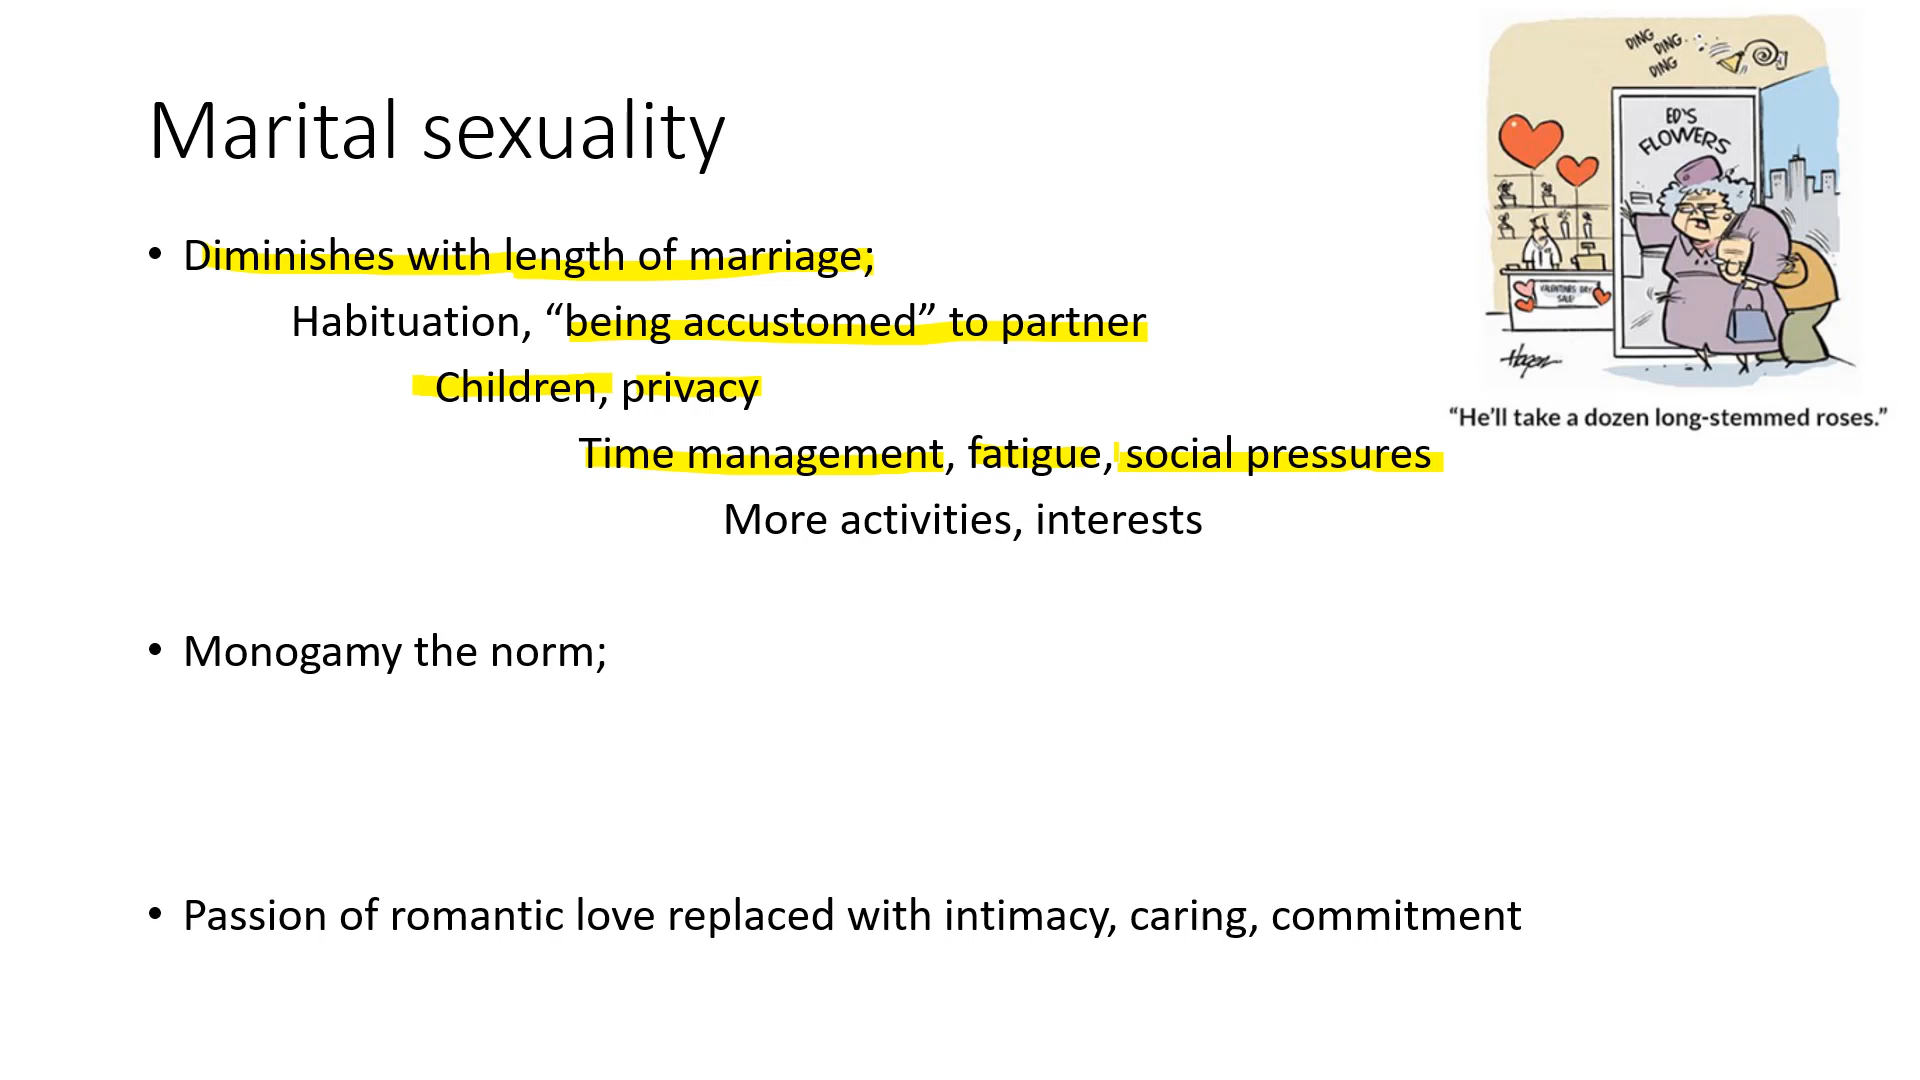 Marital sexuality
• Diminishes with length of marriage;
Habituation, “being accustomed” to partner
Children, privacy
Time management, fatigue, social pressures
More activities, interests
• Monogamy the norm;
• Passion of romantic love replaced with intimacy, caring, commitment
DING
DING
DING
ED'S
FLOWERS
VALENTINES DAY
SALE!
Hagen
“He’ll take a dozen long-stemmed roses.”